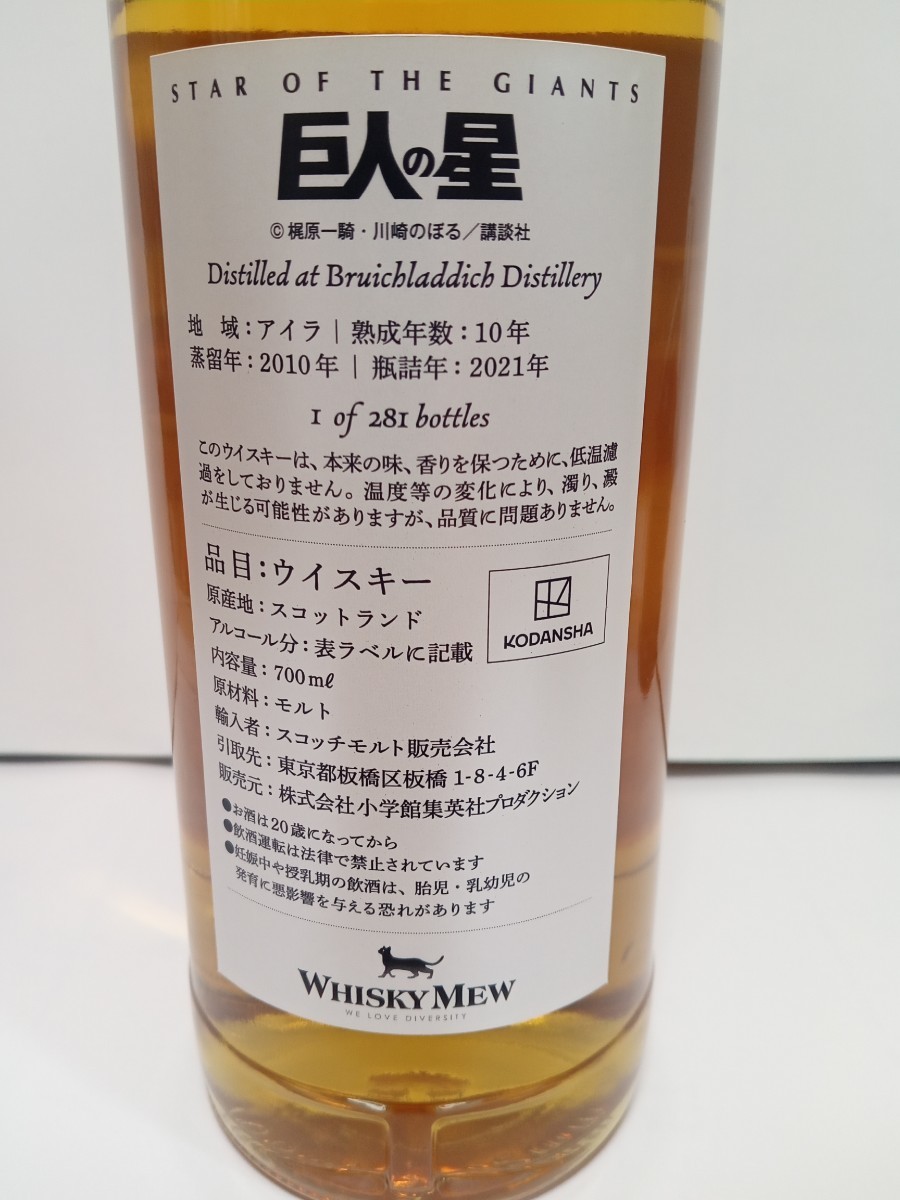 STAR OF THE GIANTS
巨人の星
©梶原一騎・川崎のぼる／講談社
Distilled at Bruichladdich Distillery
地 域：アイラ｜熟成年数：10年
蒸留年：2010年｜瓶詰年：2021年
1 of 281 bottles
このウイスキーは、本来の味、香りを保つために、低温濾
過をしておりません。温度等の変化により、濁り、澱
が生じる可能性がありますが、品質に問題ありません。
品目：ウイスキー
原産地：スコットランド
アルコール分：表ラベルに記載
内容量：700mℓ
原材料：モルト
輸入者：スコッチモルト販売会社
引取先：東京都板橋区板橋 1-8-4-6F
販売元：株式会社小学館集英社プロダクション
KODANSHA
●お酒は20歳になってから
●飲酒運転は法律で禁止されています
●妊娠中や授乳期の飲酒は、胎児・乳幼児の
発育に悪影響を与える恐れがあります
WHISKY MEW
WE LOVE DIVERSITY